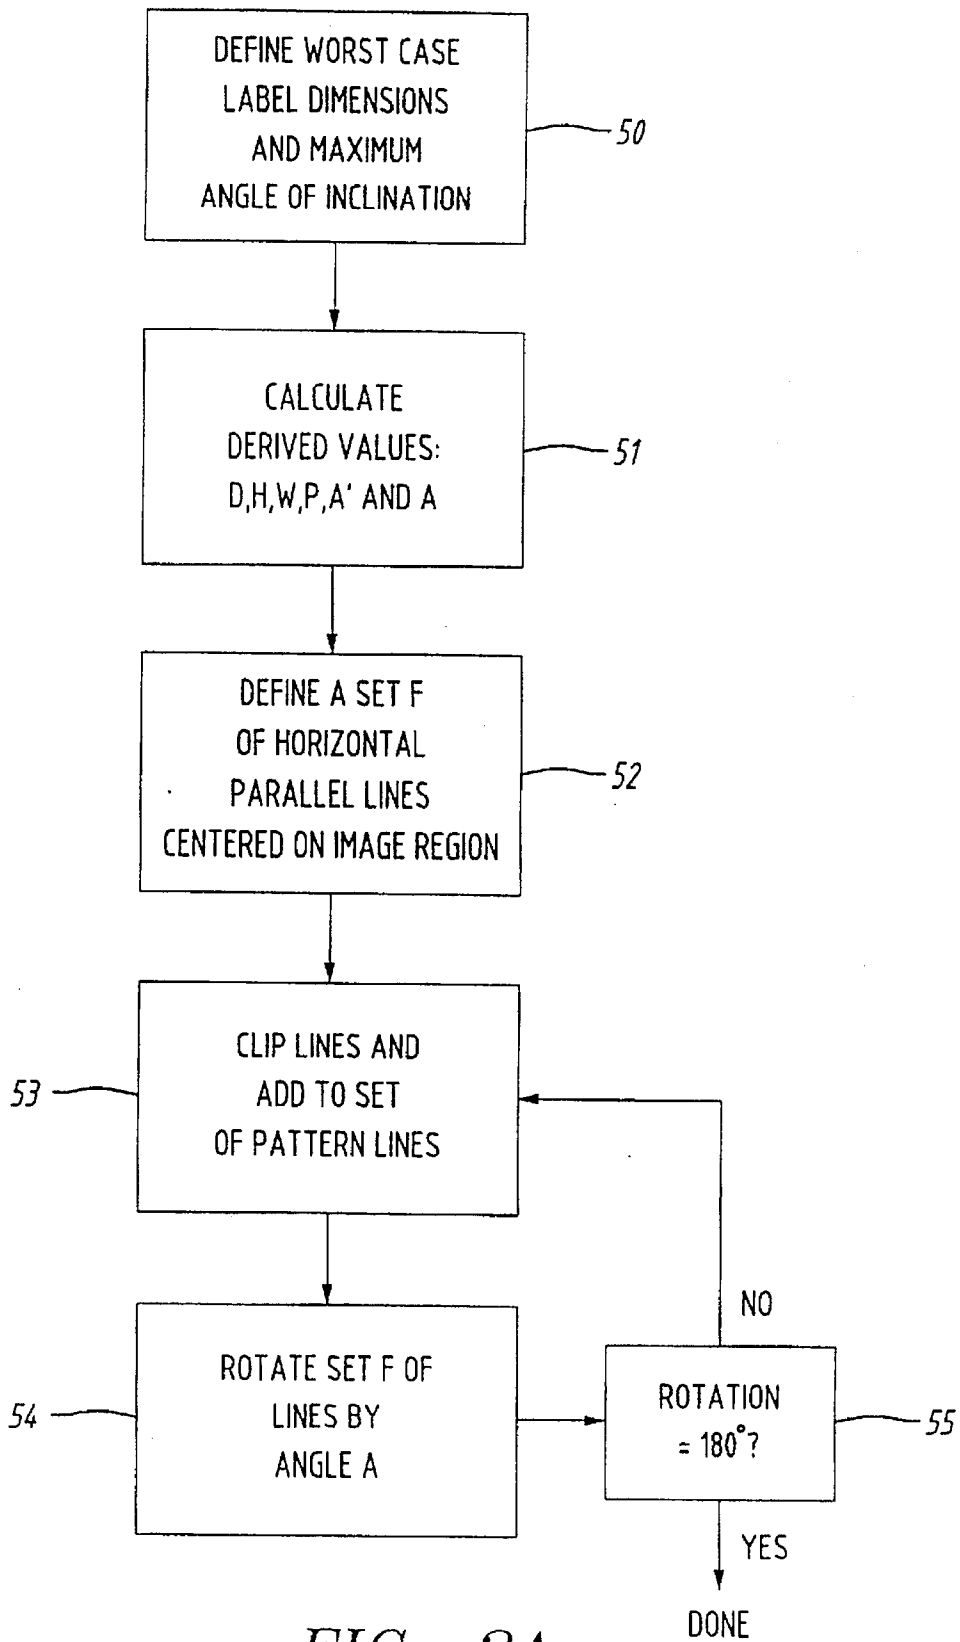 DEFINE WORST CASE
LABEL DIMENSIONS
AND MAXIMUM
ANGLE OF INCLINATION
50
CALCULATE
DERIVED VALUES:
D,H,W,P,A' AND A
51
DEFINE A SET F
OF HORIZONTAL
PARALLEL LINES
CENTERED ON IMAGE REGION
52
CLIP LINES AND
ADD TO SET
OF PATTERN LINES
53
ROTATE SET F OF
LINES BY
ANGLE A
54
NO
ROTATION
= 180°?
55
YES
DONE